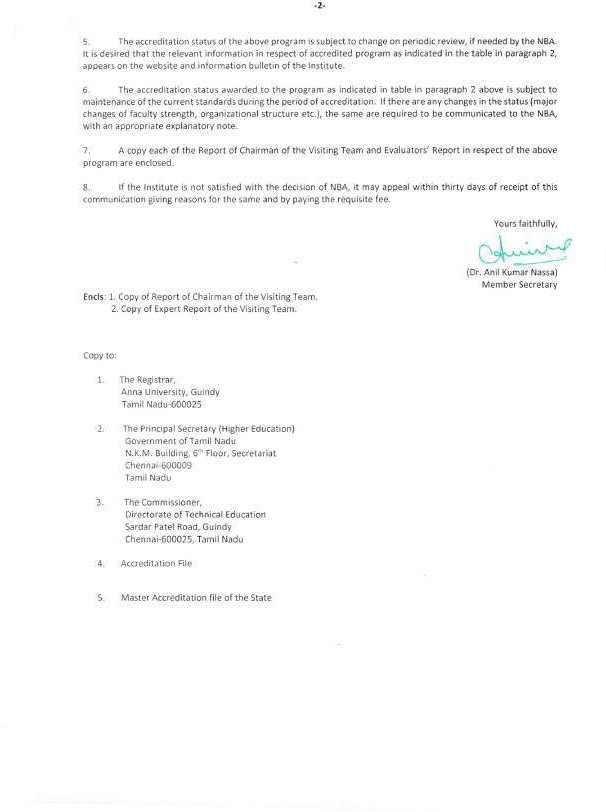 -2-
5. The accreditation status of the above program is subject to change on periodic review, if needed by the NBA.
It is desired that the relevant information in respect of accredited program as indicated in the table in paragraph 2,
appears on the website and information bulletin of the Institute.
6. The accreditation status awarded to the program as indicated in table in paragraph 2 above is subject to
maintenance of the current standards during the period of accreditation. If there are any changes in the status (major
changes of faculty strength, organizational structure etc.), the same are required to be communicated to the NBA,
with an appropriate explanatory note.
7. A copy each of the Report of Chairman of the Visiting Team and Evaluators' Report in respect of the above
program are enclosed.
8. If the Institute is not satisfied with the decision of NBA, it may appeal within thirty days of receipt of this
communication giving reasons for the same and by paying the requisite fee.
Yours faithfully,
(Dr. Anil Kumar Nassa)
Member Secretary
Encls: 1. Copy of Report of Chairman of the Visiting Team.
2. Copy of Expert Report of the Visiting Team.
Copy to:
1. The Registrar,
Anna University, Guindy
Tamil Nadu-600025
2. The Principal Secretary (Higher Education)
Government of Tamil Nadu
N.K.M. Building, 6th Floor, Secretariat
Chennai-600009
Tamil Nadu
3. The Commissioner,
Directorate of Technical Education
Sardar Patel Road, Guindy
Chennai-600025, Tamil Nadu
4. Accreditation File
5. Master Accreditation file of the State